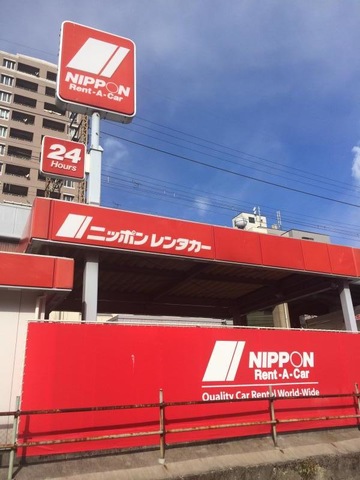 NIPPON
Rent-A-Car
24
Hours
ニッポンレンタカー
NIPPON
Rent-A-Car
Quality Car Rental World-Wide